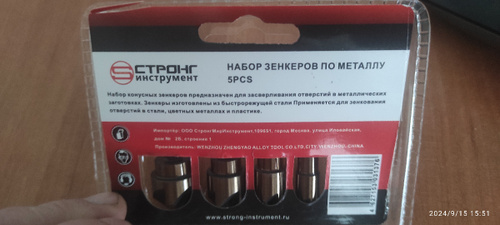 СТРОНГ
инструмент
НАБОР ЗЕНКЕРОВ ПО МЕТАЛЛУ
5PCS
Набор конусных зенкеров предназначен для засверливания отверстий в металлических
заготовках. Зенкеры изготовлены из быстрорежущей стали Применяется для зенкования
отверстий в стали, цветных металлах и пластике.
Импортер: ООО СтронгМирИнструмент, город Москва, улица
дом № 2В, строение 1
Производитель: WENZHOU ZHENGYAO ALLOY TOOL CO.,LTD CITY,WENZHOU,CHINA
www.strong-instrument.ru
2024/9/15 15:51